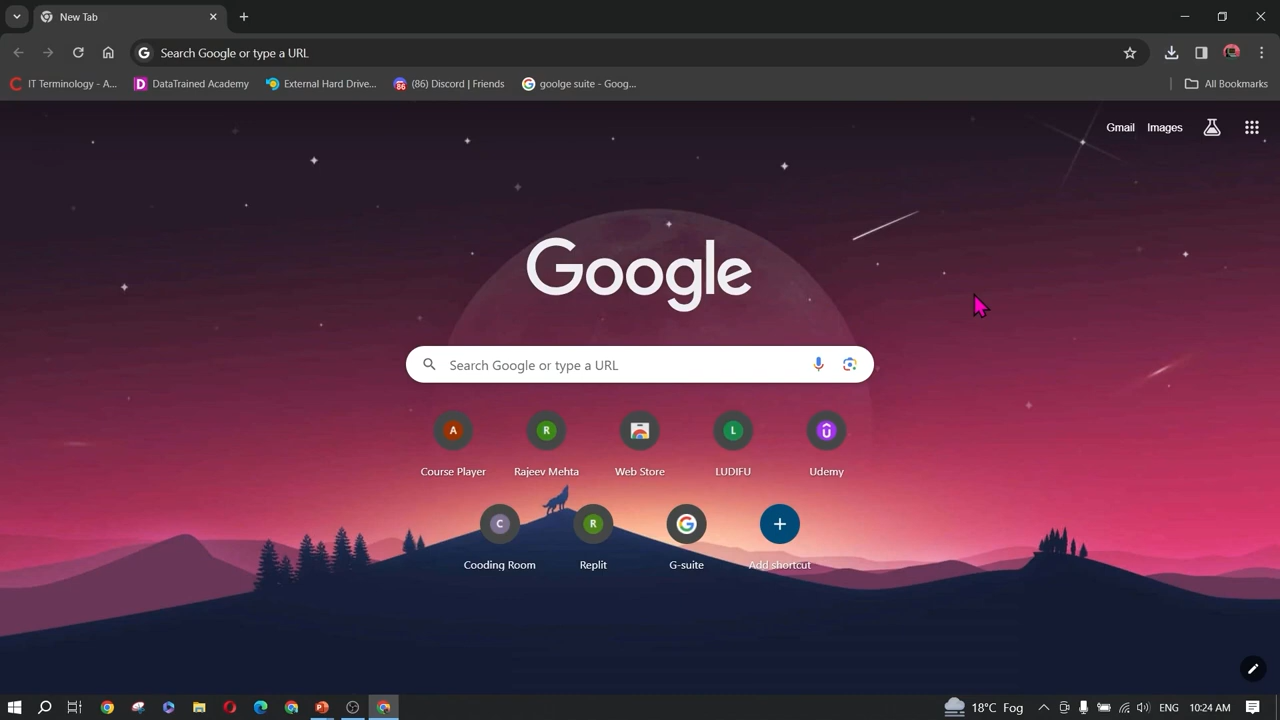 New Tab
Search Google or type a URL
IT Terminology - A...
DataTrained Academy
External Hard Drive...
(86) Discord | Friends
goolge suite - Goog...
All Bookmarks
Gmail
Images
Google
Search Google or type a URL
A
R
L
Course Player
Rajeev Mehta
Web Store
LUDIFU
Udemy
C
R
Cooding Room
Replit
G-suite
Add shortcut
18°C Fog
ENG
10:24 AM